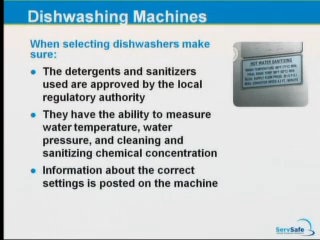 Dishwashing Machines
When selecting dishwashers make
sure:
The detergents and sanitizers
used are approved by the local
regulatory authority
They have the ability to measure
water temperature, water
pressure, and cleaning and
sanitizing chemical concentration
Information about the correct
settings is posted on the machine
HOT WATER SANITIZING
ServSafe